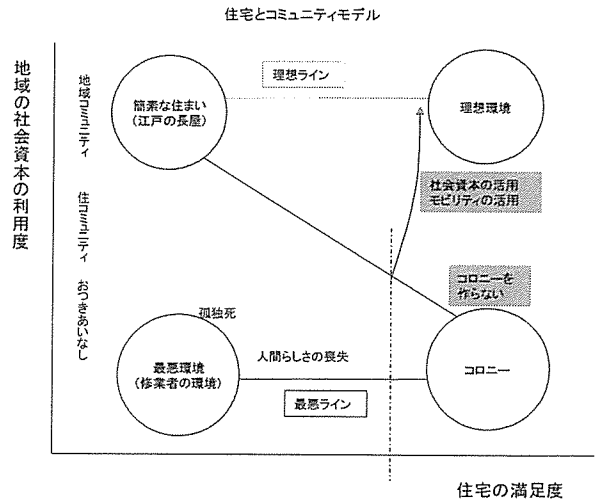 住宅とコミュニティモデル
地域の社会資本の利用度
地域コミュニティ
住コミュニティ
おつきあいなし
簡素な住まい
(江戸の長屋)
理想ライン
理想環境
社会資本の活用
モビリティの活用
コロニーを
作らない
孤独死
最悪環境
(修業者の環境)
人間らしさの喪失
最悪ライン
コロニー
住宅の満足度